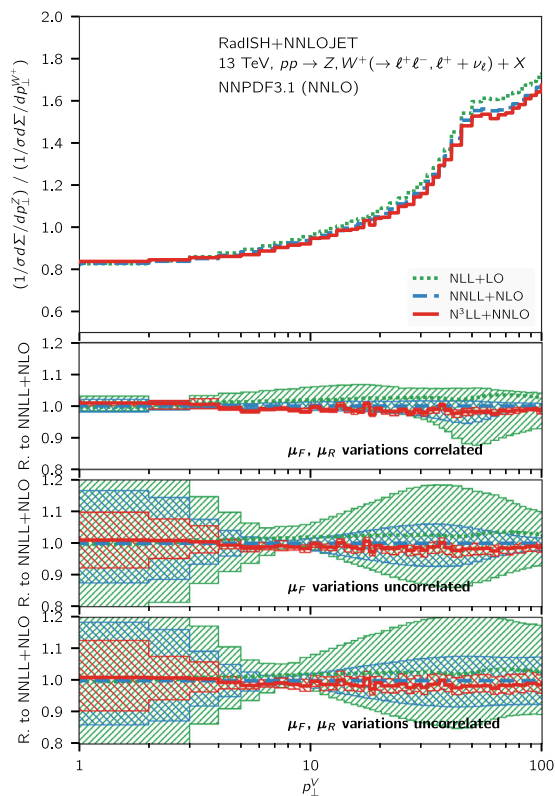 2.0
1.8
1.6
1.4
1.2
1.0
0.8
0.6
(1/σdΣ/dp⊥^Z) / (1/σdΣ/dp⊥^W⁺)
RadISH+NNLOJET
13 TeV, pp → Z, W⁺(→ ℓ⁺ℓ⁻, ℓ⁺ + νℓ) + X
NNPDF3.1 (NNLO)
NLL+LO
NNLL+NLO
N³LL+NNLO
1.2
1.1
1.0
0.9
0.8
R. to NNLL+NLO
μF, μR variations correlated
1.2
1.1
1.0
0.9
0.8
R. to NNLL+NLO
μF variations uncorrelated
1.2
1.1
1.0
0.9
0.8
R. to NNLL+NLO
μF, μR variations uncorrelated
1
10
100
p⊥^V